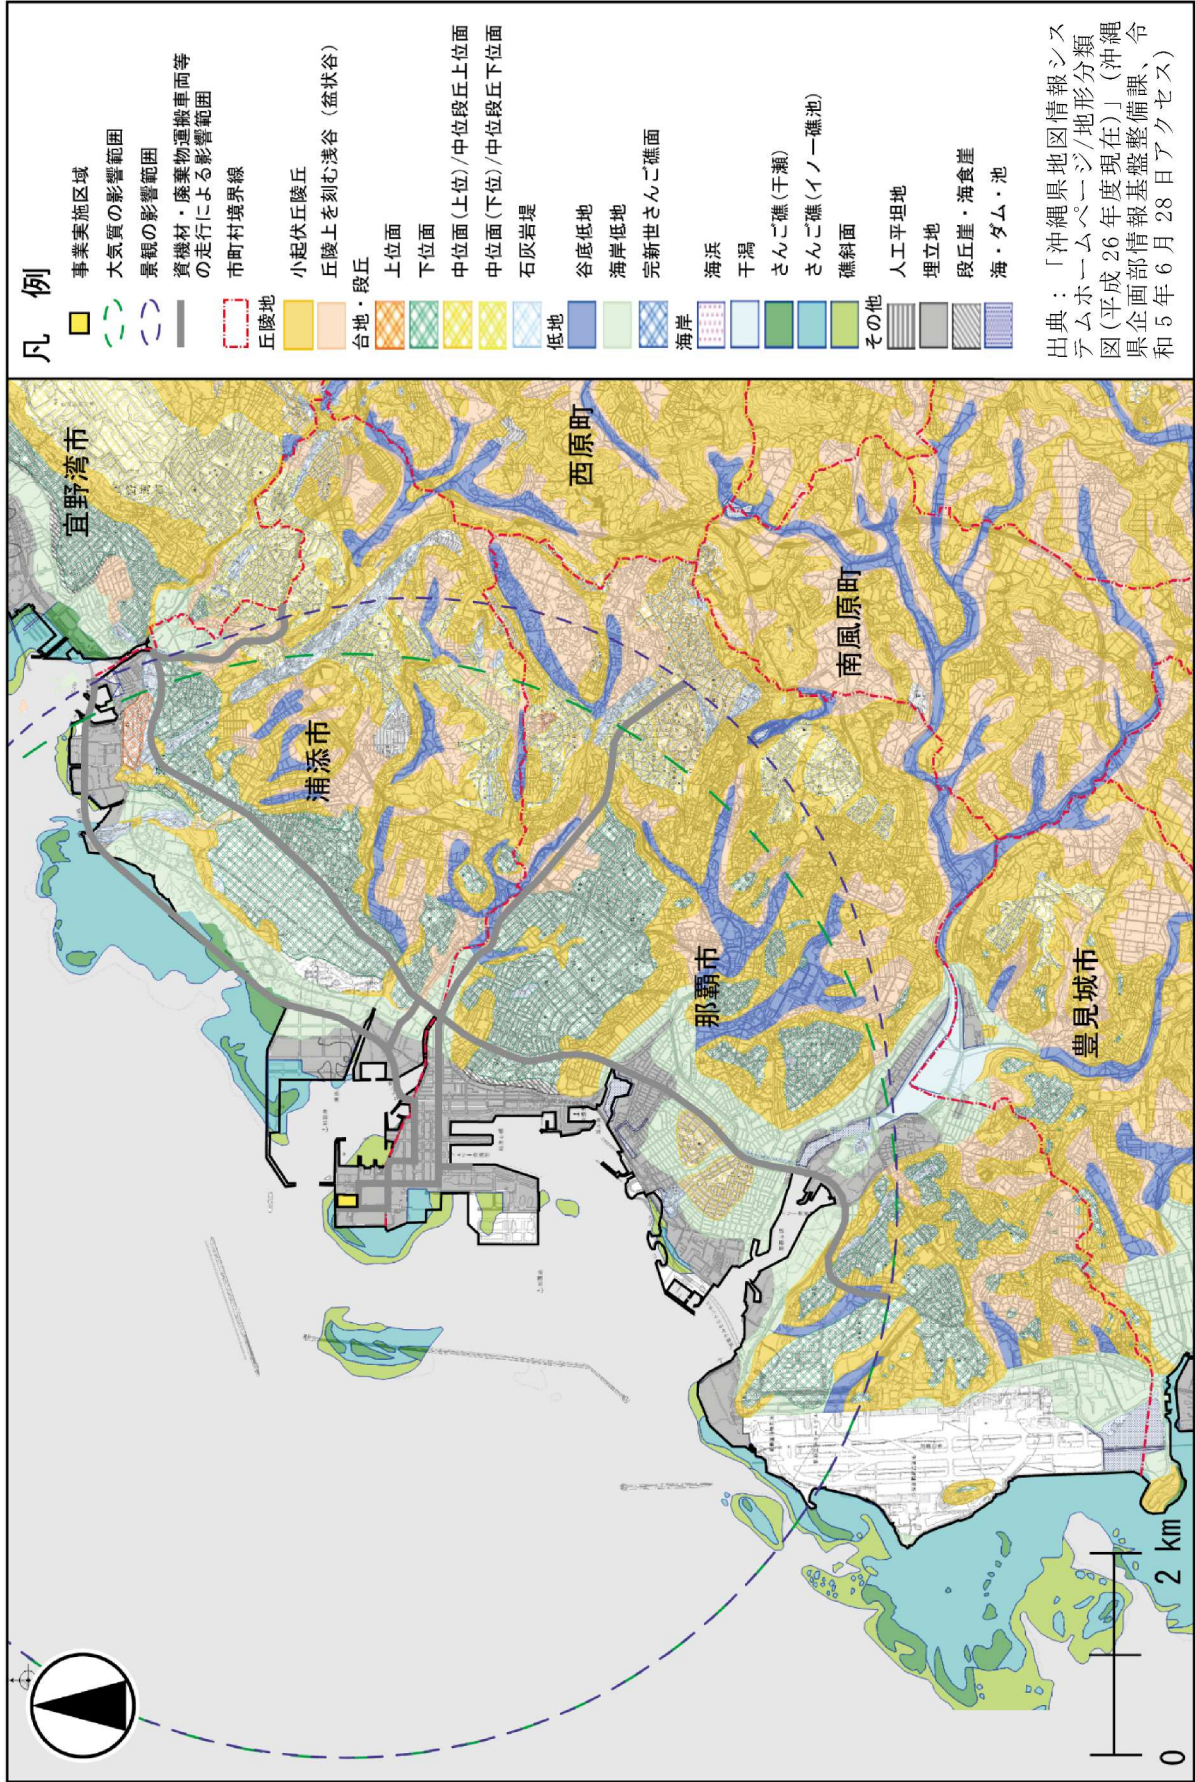 凡 例
事業実施区域
大気質の影響範囲
景観の影響範囲
資機材・廃棄物運搬車両等
の走行による影響範囲
市町村境界線
丘陵地
小起伏丘陵
丘陵上を刻む浅谷（盆状谷）
台地・段丘
上位面
下位面
中位面(上位)/中位段丘上位面
中位面(下位)/中位段丘下位面
石灰岩堤
低地
谷底低地
海岸低地
完新世さんご礁面
海岸
海浜
干潟
さんご礁(干瀬)
さんご礁(イノー礁池)
礁斜面
その他
人工平坦地
埋立地
段丘崖・海食崖
海・ダム・池
出典：「沖縄県地図情報シス
テムホームページ/地形分類
図(平成 26 年度現在)」(沖縄
県企画部情報基盤整備課、令
和 5 年 6 月 28 日アクセス)
宜野湾市
西原町
浦添市
南風原町
那覇市
豊見城市
0
2 km